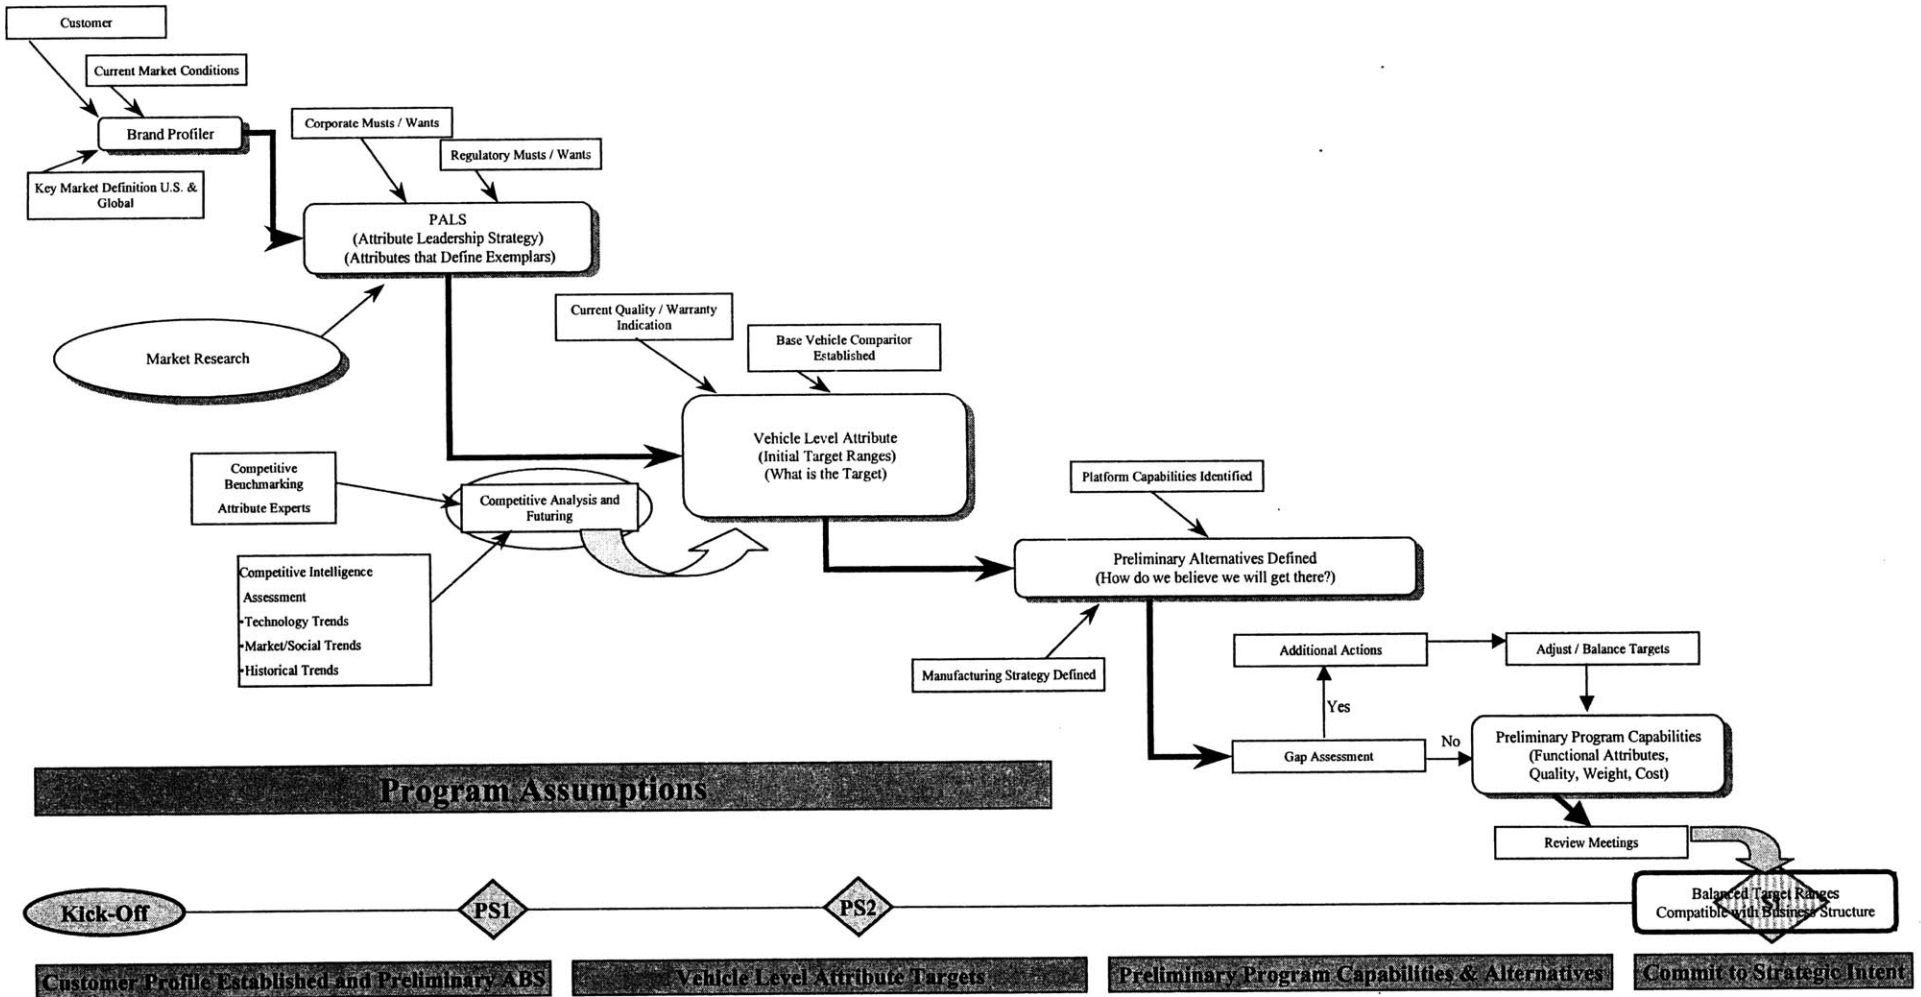 Customer
Current Market Conditions
Brand Profiler
Key Market Definition U.S. &
Global
Corporate Musts / Wants
Regulatory Musts / Wants
PALS
(Attribute Leadership Strategy)
(Attributes that Define Exemplars)
Market Research
Current Quality / Warranty
Indication
Base Vehicle Comparitor
Established
Vehicle Level Attribute
(Initial Target Ranges)
(What is the Target)
Competitive
Benchmarking
Attribute Experts
Competitive Analysis and
Futuring
Competitive Intelligence
Assessment
•Technology Trends
•Market/Social Trends
•Historical Trends
Platform Capabilities Identified
Preliminary Alternatives Defined
(How do we believe we will get there?)
Manufacturing Strategy Defined
Additional Actions
Adjust / Balance Targets
Yes
Gap Assessment
No
Preliminary Program Capabilities
(Functional Attributes,
Quality, Weight, Cost)
Review Meetings
Program Assumptions
Kick-Off
PS1
PS2
Balanced Target Ranges
Compatible with Business Structure
Customer Profile Established and Preliminary ABS
Vehicle Level Attribute Targets
Preliminary Program Capabilities & Alternatives
Commit to Strategic Intent